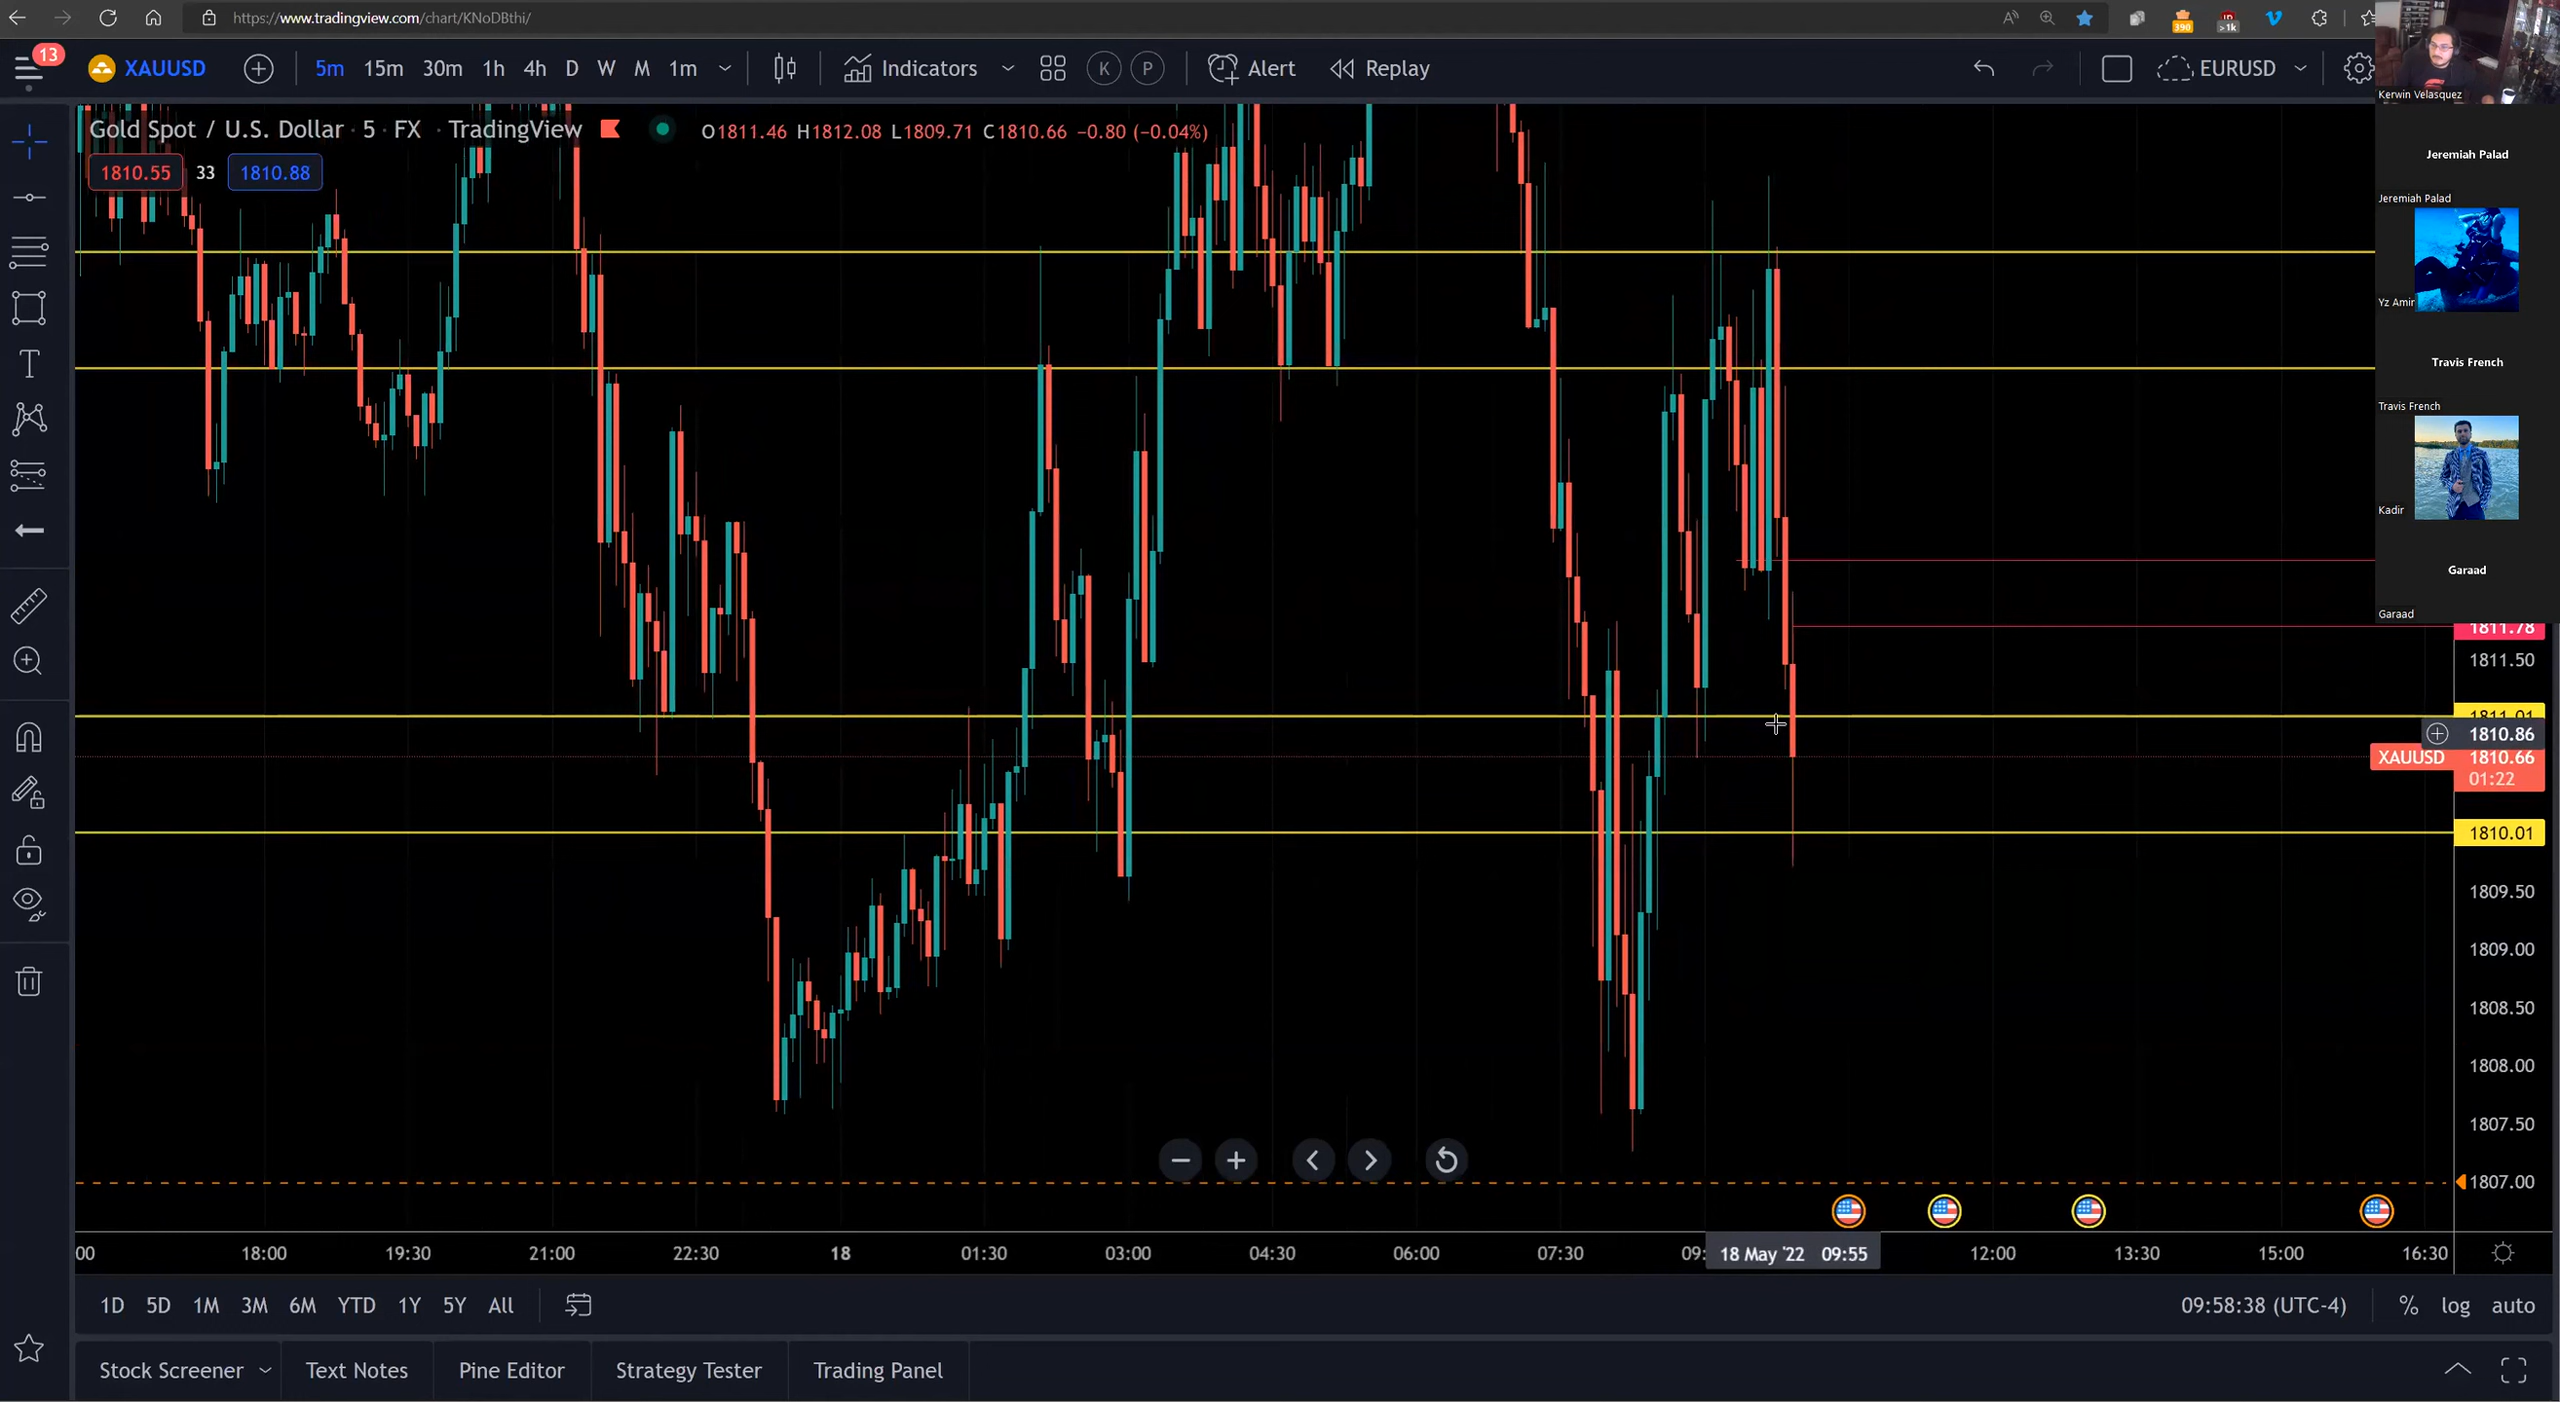 https://www.tradingview.com/chart/KNoDBthi/
390
>1k
13
XAUUSD
5m 15m 30m 1h 4h D W M 1m
Indicators
K P
Alert
Replay
EURUSD
Kerwin Velasquez
Gold Spot / U.S. Dollar · 5 · FX · TradingView
O1811.46 H1812.08 L1809.71 C1810.66 −0.80 (−0.04%)
1810.55 33 1810.88
Jeremiah Palad
Jeremiah Palad
Yz Amir
Travis French
Travis French
Kadir
Garaad
Garaad
1811.78
1811.50
1811.01
1810.86
XAUUSD 1810.66
01:22
1810.01
1809.50
1809.00
1808.50
1808.00
1807.50
1807.00
00 18:00 19:30 21:00 22:30 18 01:30 03:00 04:30 06:00 07:30 09: 18 May '22 09:55 12:00 13:30 15:00 16:30
1D 5D 1M 3M 6M YTD 1Y 5Y All
09:58:38 (UTC-4) % log auto
Stock Screener Text Notes Pine Editor Strategy Tester Trading Panel